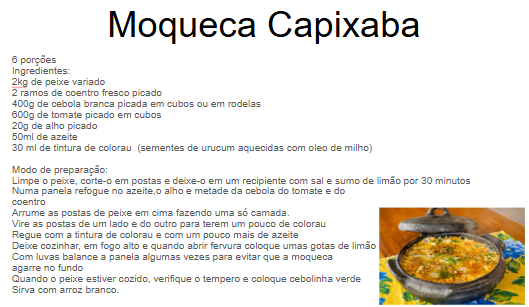 Moqueca Capixaba
6 porções
Ingredientes:
2kg de peixe variado
2 ramos de coentro fresco picado
400g de cebola branca picada em cubos ou em rodelas
600g de tomate picado em cubos
20g de alho picado
50ml de azeite
30 ml de tintura de colorau (sementes de urucum aquecidas com oleo de milho)
Modo de preparação:
Limpe o peixe, corte-o em postas e deixe-o em um recipiente com sal e sumo de limão por 30 minutos
Numa panela refogue no azeite,o alho e metade da cebola do tomate e do
coentro
Arrume as postas de peixe em cima fazendo uma só camada.
Vire as postas de um lado e do outro para terem um pouco de colorau
Regue com a tintura de colorau e com um pouco mais de azeite
Deixe cozinhar, em fogo alto e quando abrir fervura coloque umas gotas de limão
Com luvas balance a panela algumas vezes para evitar que a moqueca
agarre no fundo
Quando o peixe estiver cozido, verifique o tempero e coloque cebolinha verde
Sirva com arroz branco.